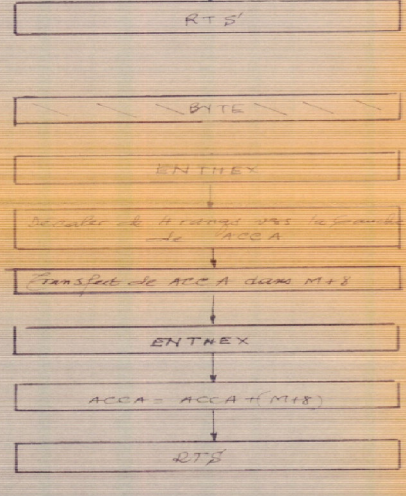 RTS
BYTE
ENTHEX
Décaler de 4 rangs vers la gauche
de ACCA
Transfert de ACC A dans M+8
ENTHEX
ACCA = ACCA + (M+8)
RTS